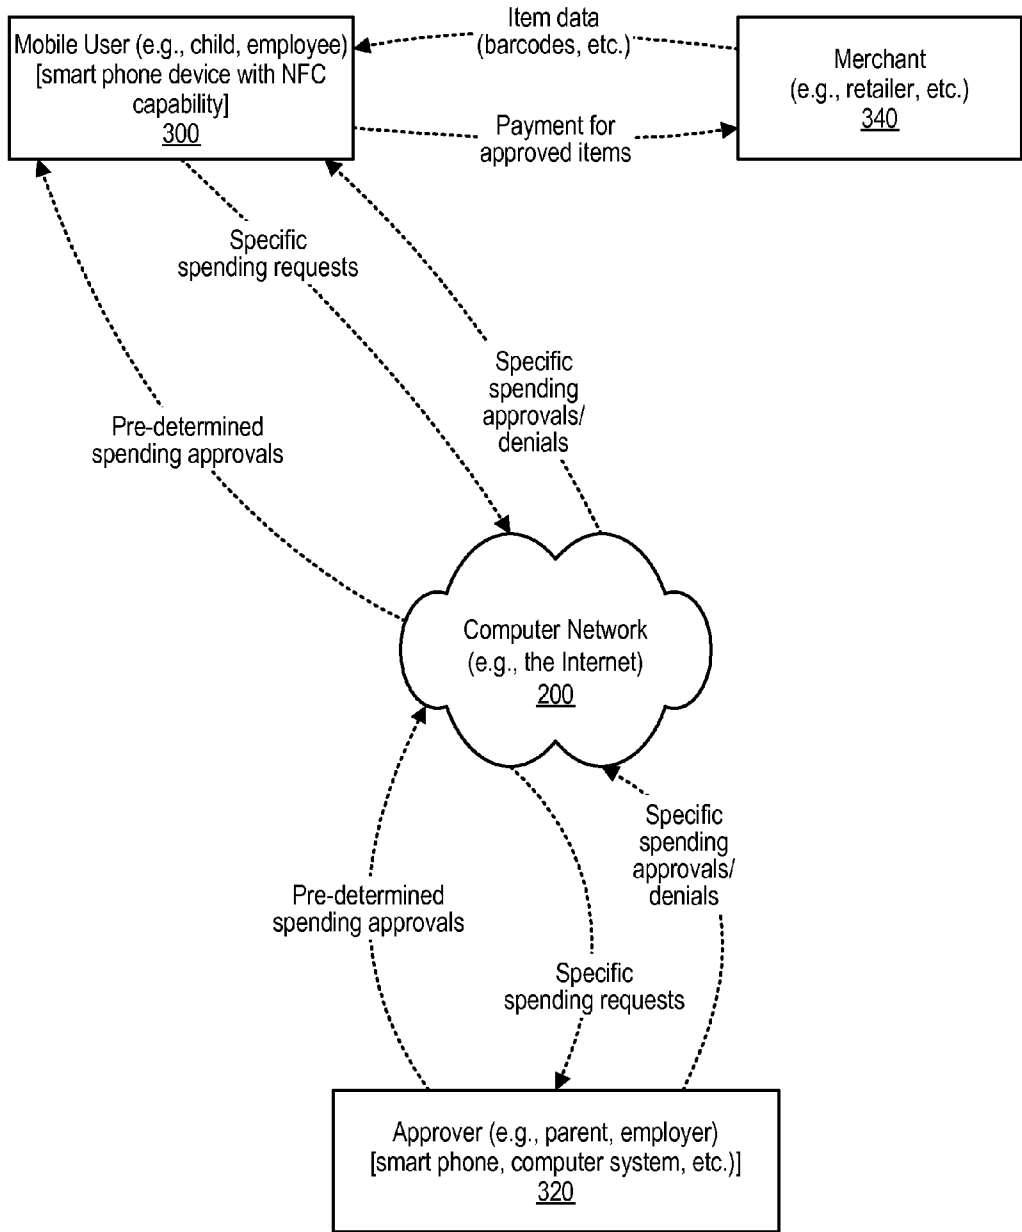 Mobile User (e.g., child, employee)
[smart phone device with NFC
capability]
300
Item data
(barcodes, etc.)
Merchant
(e.g., retailer, etc.)
340
Payment for
approved items
Specific
spending requests
Specific
spending
approvals/
denials
Pre-determined
spending approvals
Computer Network
(e.g., the Internet)
200
Specific
spending
approvals/
denials
Pre-determined
spending approvals
Specific
spending requests
Approver (e.g., parent, employer)
[smart phone, computer system, etc.)]
320